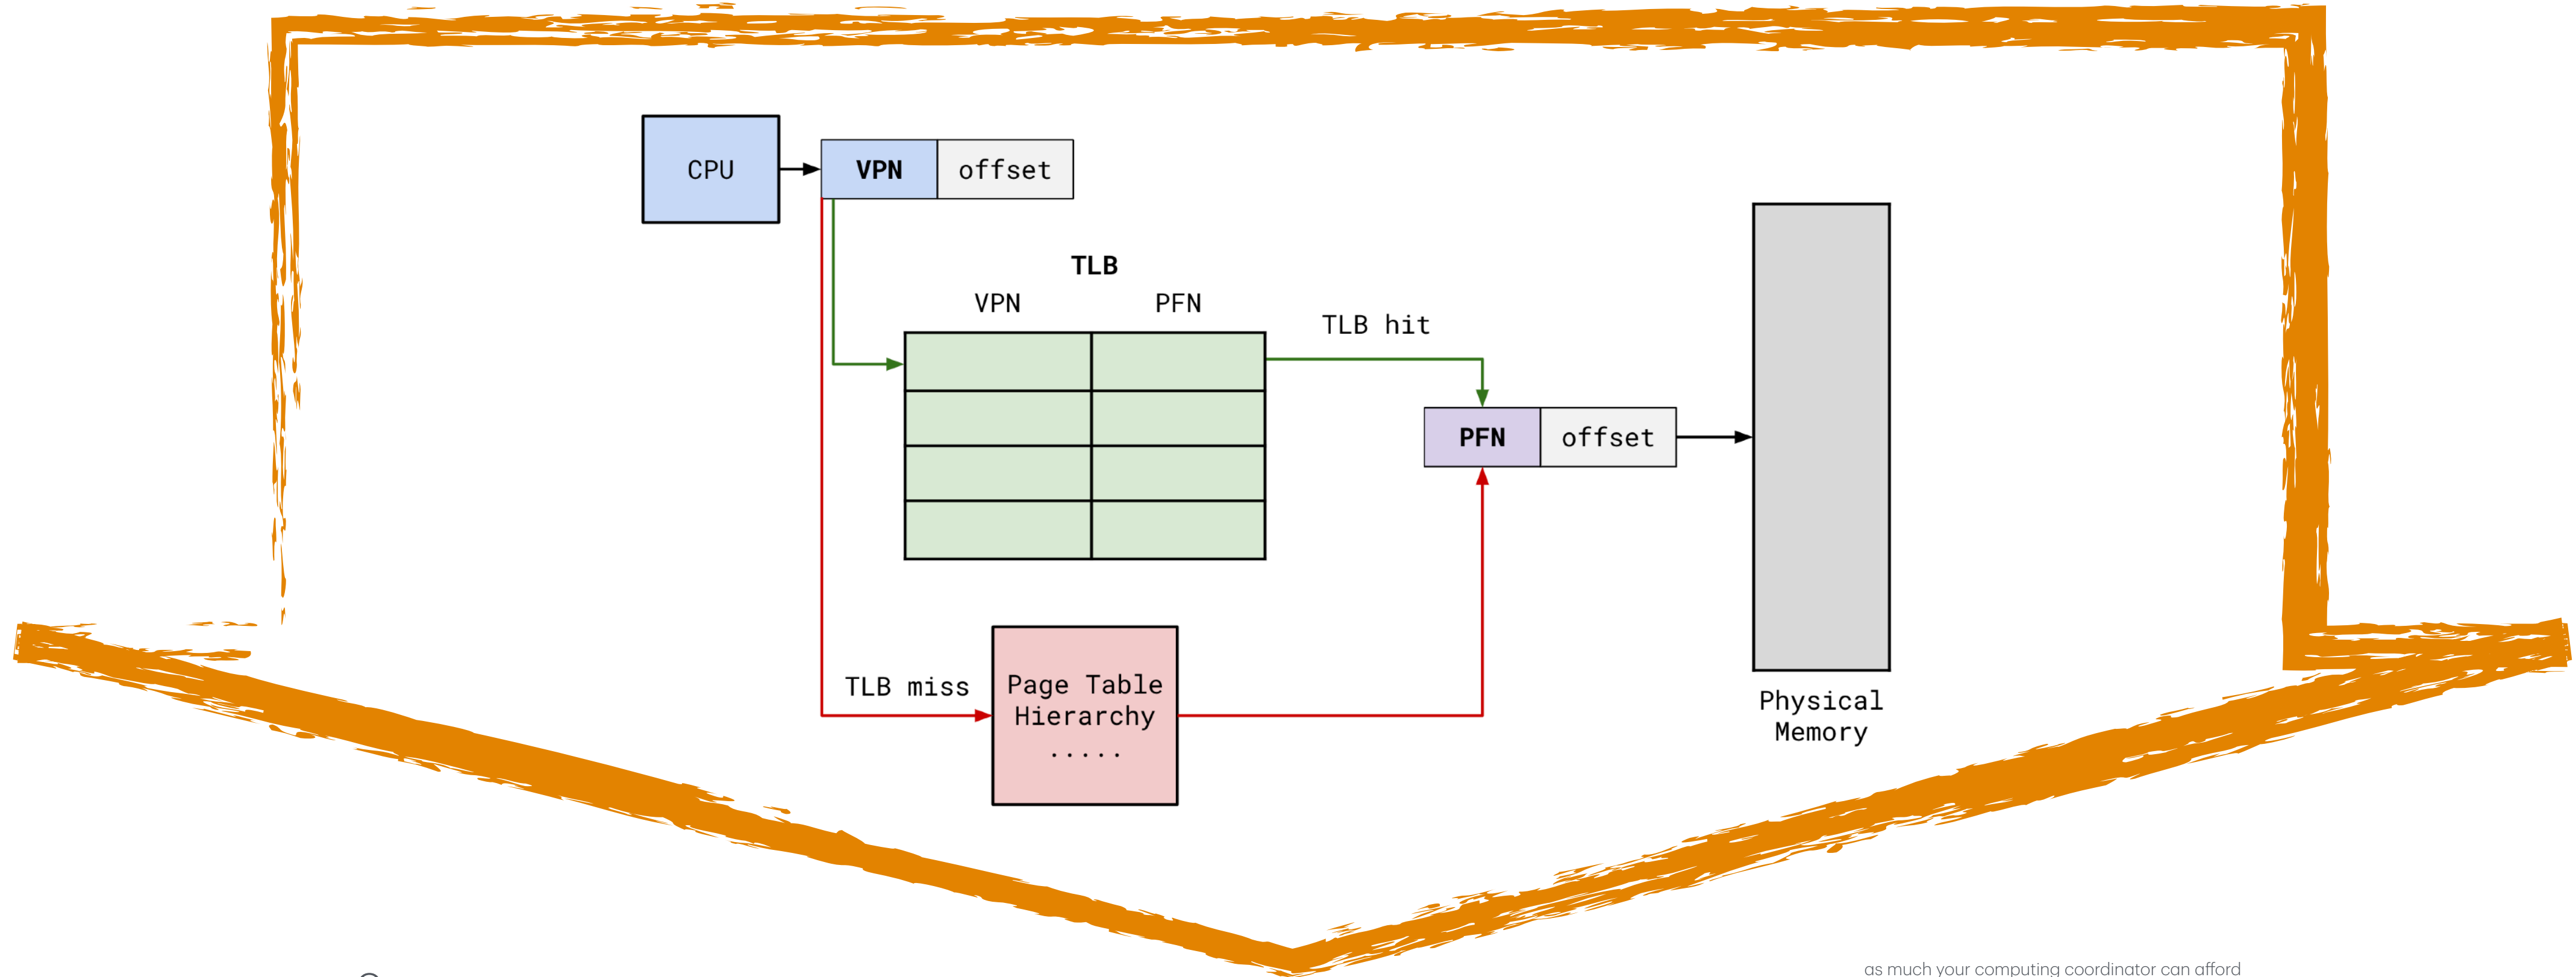 CPU
VPN
offset
TLB
VPN
PFN
TLB hit
PFN
offset
TLB miss
Page Table
Hierarchy
.....
Physical
Memory
as much your computing coordinator can afford